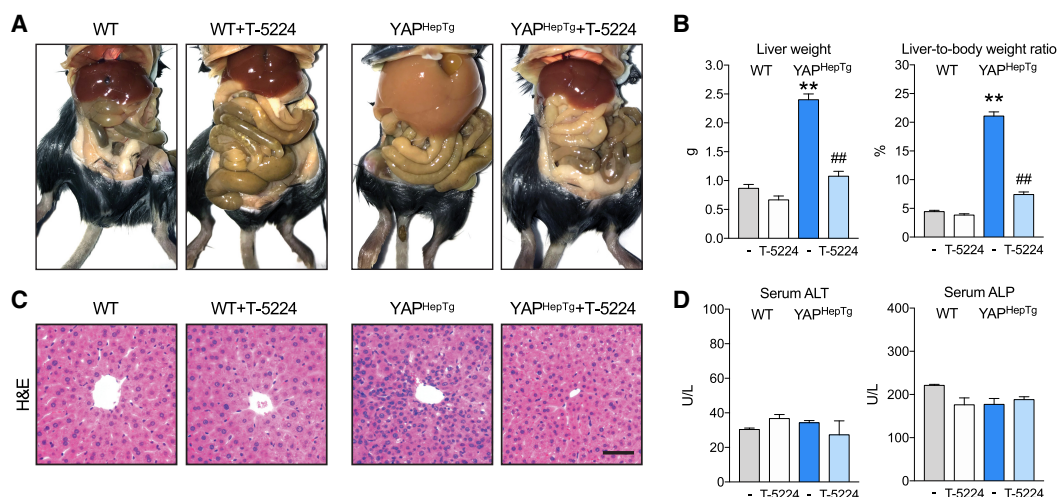 A
WT
WT+T-5224
YAPHepTg
YAPHepTg+T-5224
B
Liver weight
WT
YAPHepTg
**
##
g
3.0
2.5
2.0
1.5
1.0
0.5
0.0
-
T-5224
-
T-5224
Liver-to-body weight ratio
WT
YAPHepTg
**
##
%
30
25
20
15
10
5
0
-
T-5224
-
T-5224
C
WT
WT+T-5224
YAPHepTg
YAPHepTg+T-5224
H&E
D
Serum ALT
WT
YAPHepTg
U/L
100
80
60
40
20
0
-
T-5224
-
T-5224
Serum ALP
WT
YAPHepTg
U/L
400
300
200
100
0
-
T-5224
-
T-5224